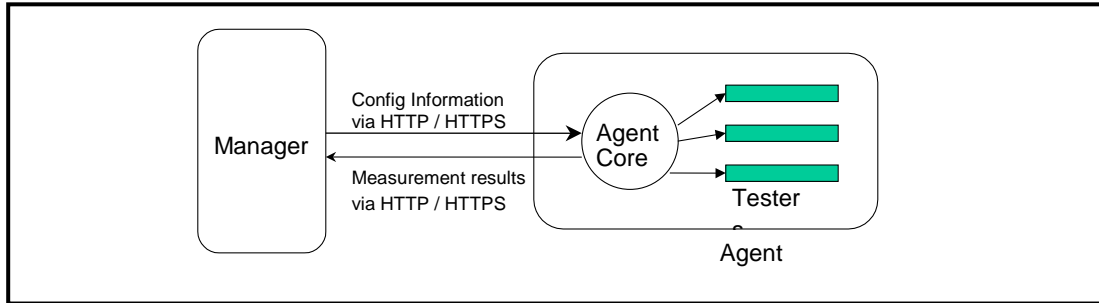 Manager
Config Information
via HTTP / HTTPS
Measurement results
via HTTP / HTTPS
Agent
Core
Tester
s
Agent